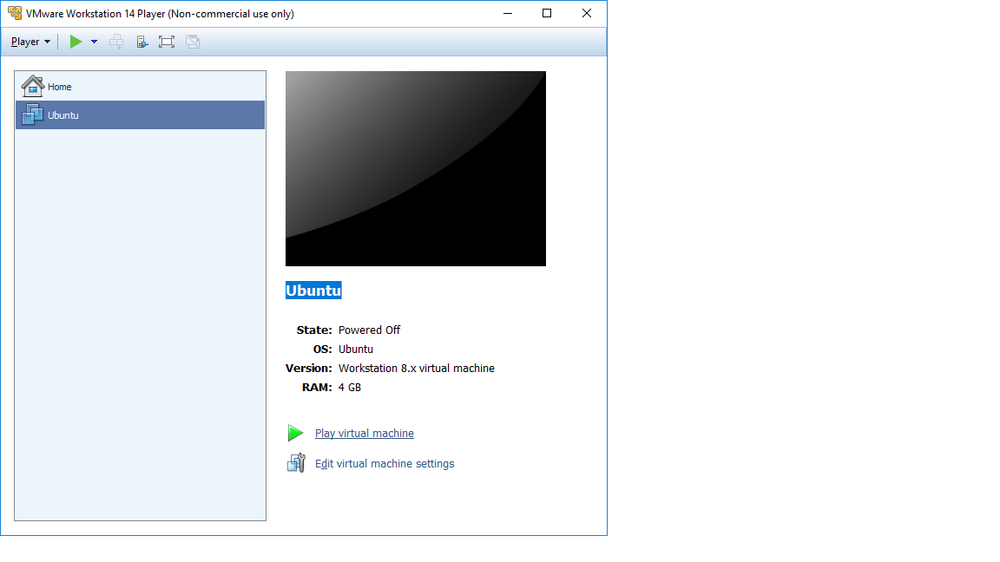 VMware Workstation 14 Player (Non-commercial use only)
Player
Home
Ubuntu
Ubuntu
State: Powered Off
OS: Ubuntu
Version: Workstation 8.x virtual machine
RAM: 4 GB
Play virtual machine
Edit virtual machine settings